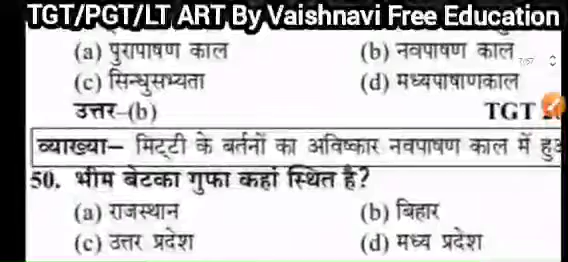 TGT/PGT/LT ART By Vaishnavi Free Education
(a) पुरापाषण काल (b) नवपाषण काल
(c) सिन्धुसभ्यता (d) मध्यपाषाणकाल
उत्तर–(b) TGT
व्याख्या– मिट्टी के बर्तनों का अविष्कार नवपाषण काल में
50. भीम बेटका गुफा कहां स्थित है?
(a) राजस्थान (b) बिहार
(c) उत्तर प्रदेश (d) मध्य प्रदेश